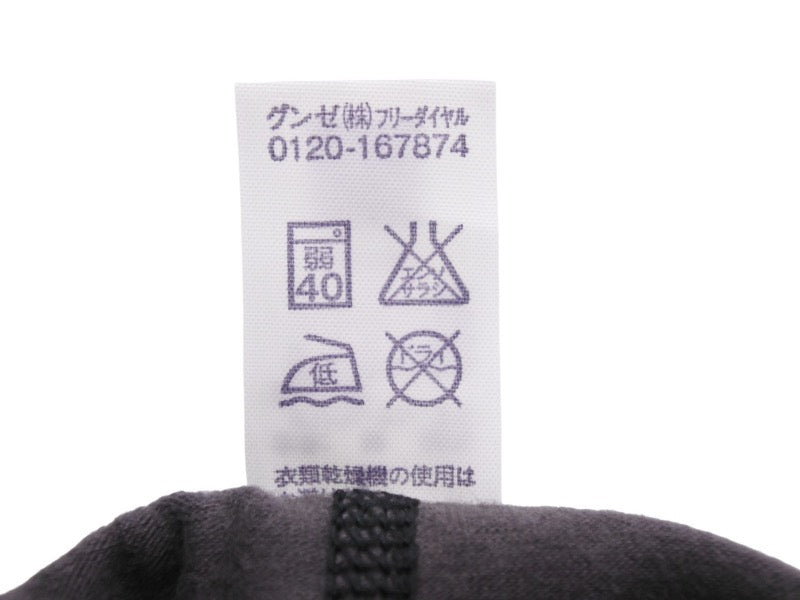 グンゼ(株)フリーダイヤル
0120-167874
弱
40
エンソ
サラシ
低
ドライ
衣類乾燥機の使用は